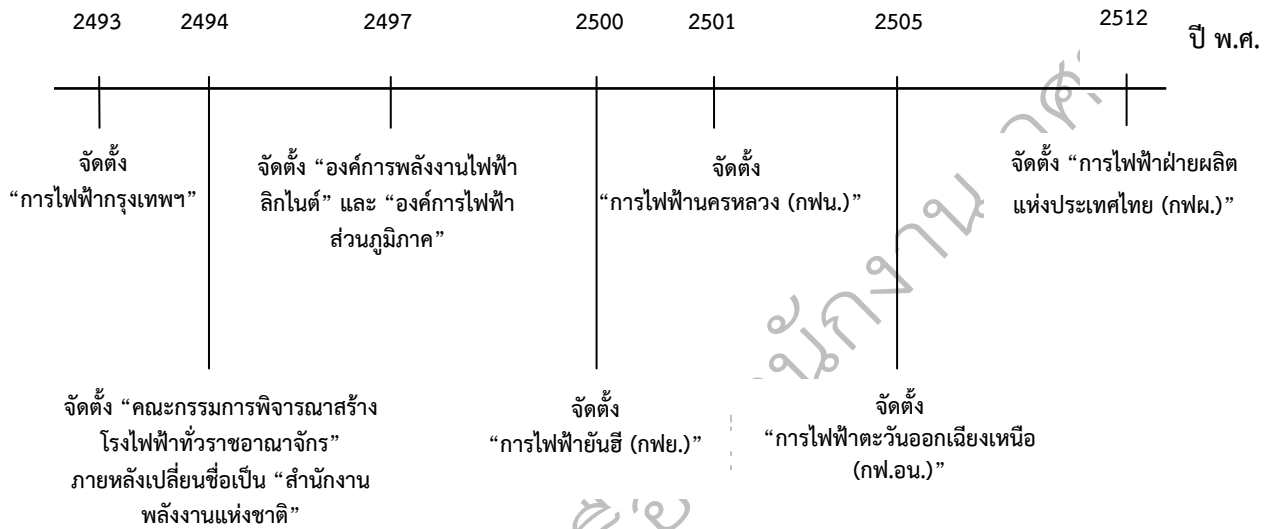 2493 2494 2497 2500 2501 2505 2512
ปี พ.ศ.
จัดตั้ง
“การไฟฟ้ากรุงเทพฯ”
จัดตั้ง “องค์การพลังงานไฟฟ้า
ลิกไนต์” และ “องค์การไฟฟ้า
ส่วนภูมิภาค”
จัดตั้ง
“การไฟฟ้านครหลวง (กฟน.)”
จัดตั้ง “การไฟฟ้าฝ่ายผลิต
แห่งประเทศไทย (กฟผ.)”
จัดตั้ง “คณะกรรมการพิจารณาสร้าง
โรงไฟฟ้าทั่วราชอาณาจักร”
ภายหลังเปลี่ยนชื่อเป็น “สำนักงาน
พลังงานแห่งชาติ”
จัดตั้ง
“การไฟฟ้ายันฮี (กฟย.)”
จัดตั้ง
“การไฟฟ้าตะวันออกเฉียงเหนือ
(กฟ.อน.)”